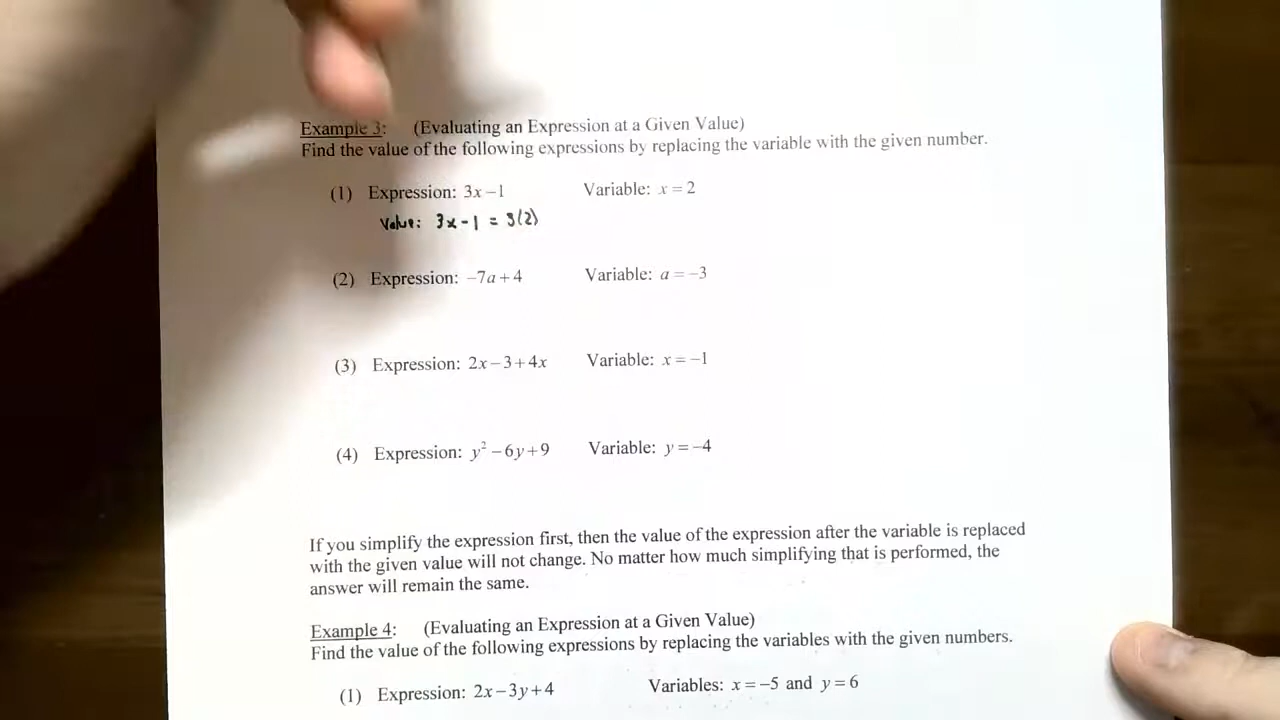 Example 3: (Evaluating an Expression at a Given Value)
Find the value of the following expressions by replacing the variable with the given number.
(1) Expression: 3x − 1 Variable: x = 2
Value: 3x - 1 = 3(2)
(2) Expression: −7a + 4 Variable: a = −3
(3) Expression: 2x − 3 + 4x Variable: x = −1
(4) Expression: y² − 6y + 9 Variable: y = −4
If you simplify the expression first, then the value of the expression after the variable is replaced
with the given value will not change. No matter how much simplifying that is performed, the
answer will remain the same.
Example 4: (Evaluating an Expression at a Given Value)
Find the value of the following expressions by replacing the variables with the given numbers.
(1) Expression: 2x − 3y + 4 Variables: x = −5 and y = 6